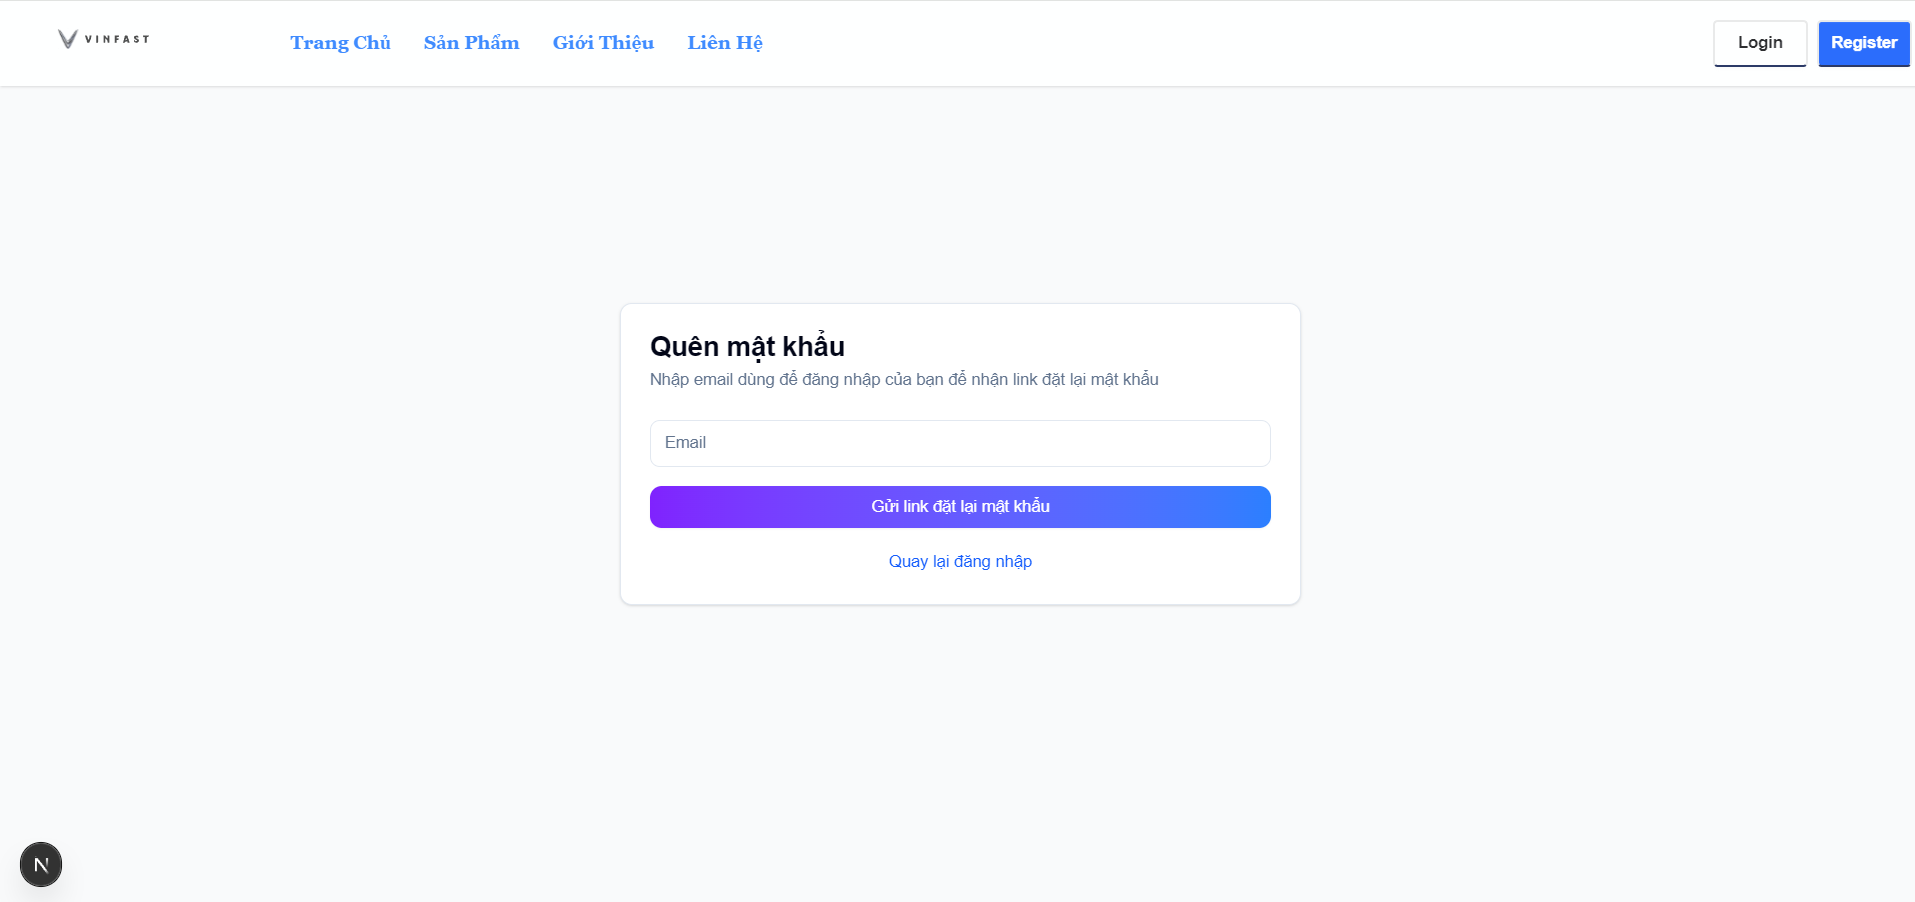 VINFAST
Trang Chủ Sản Phẩm Giới Thiệu Liên Hệ
Login Register
Quên mật khẩu
Nhập email dùng để đăng nhập của bạn để nhận link đặt lại mật khẩu
Email
Gửi link đặt lại mật khẩu
Quay lại đăng nhập
N